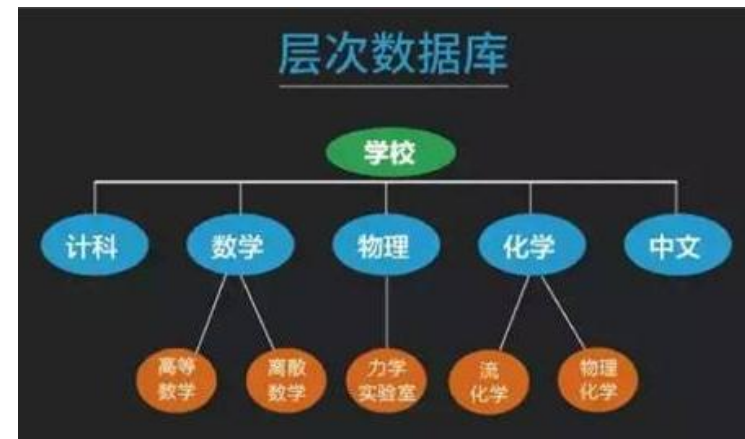 层次数据库
学校
计科 数学 物理 化学 中文
高等 离散 力学 流 物理
数学 数学 实验室 化学 化学